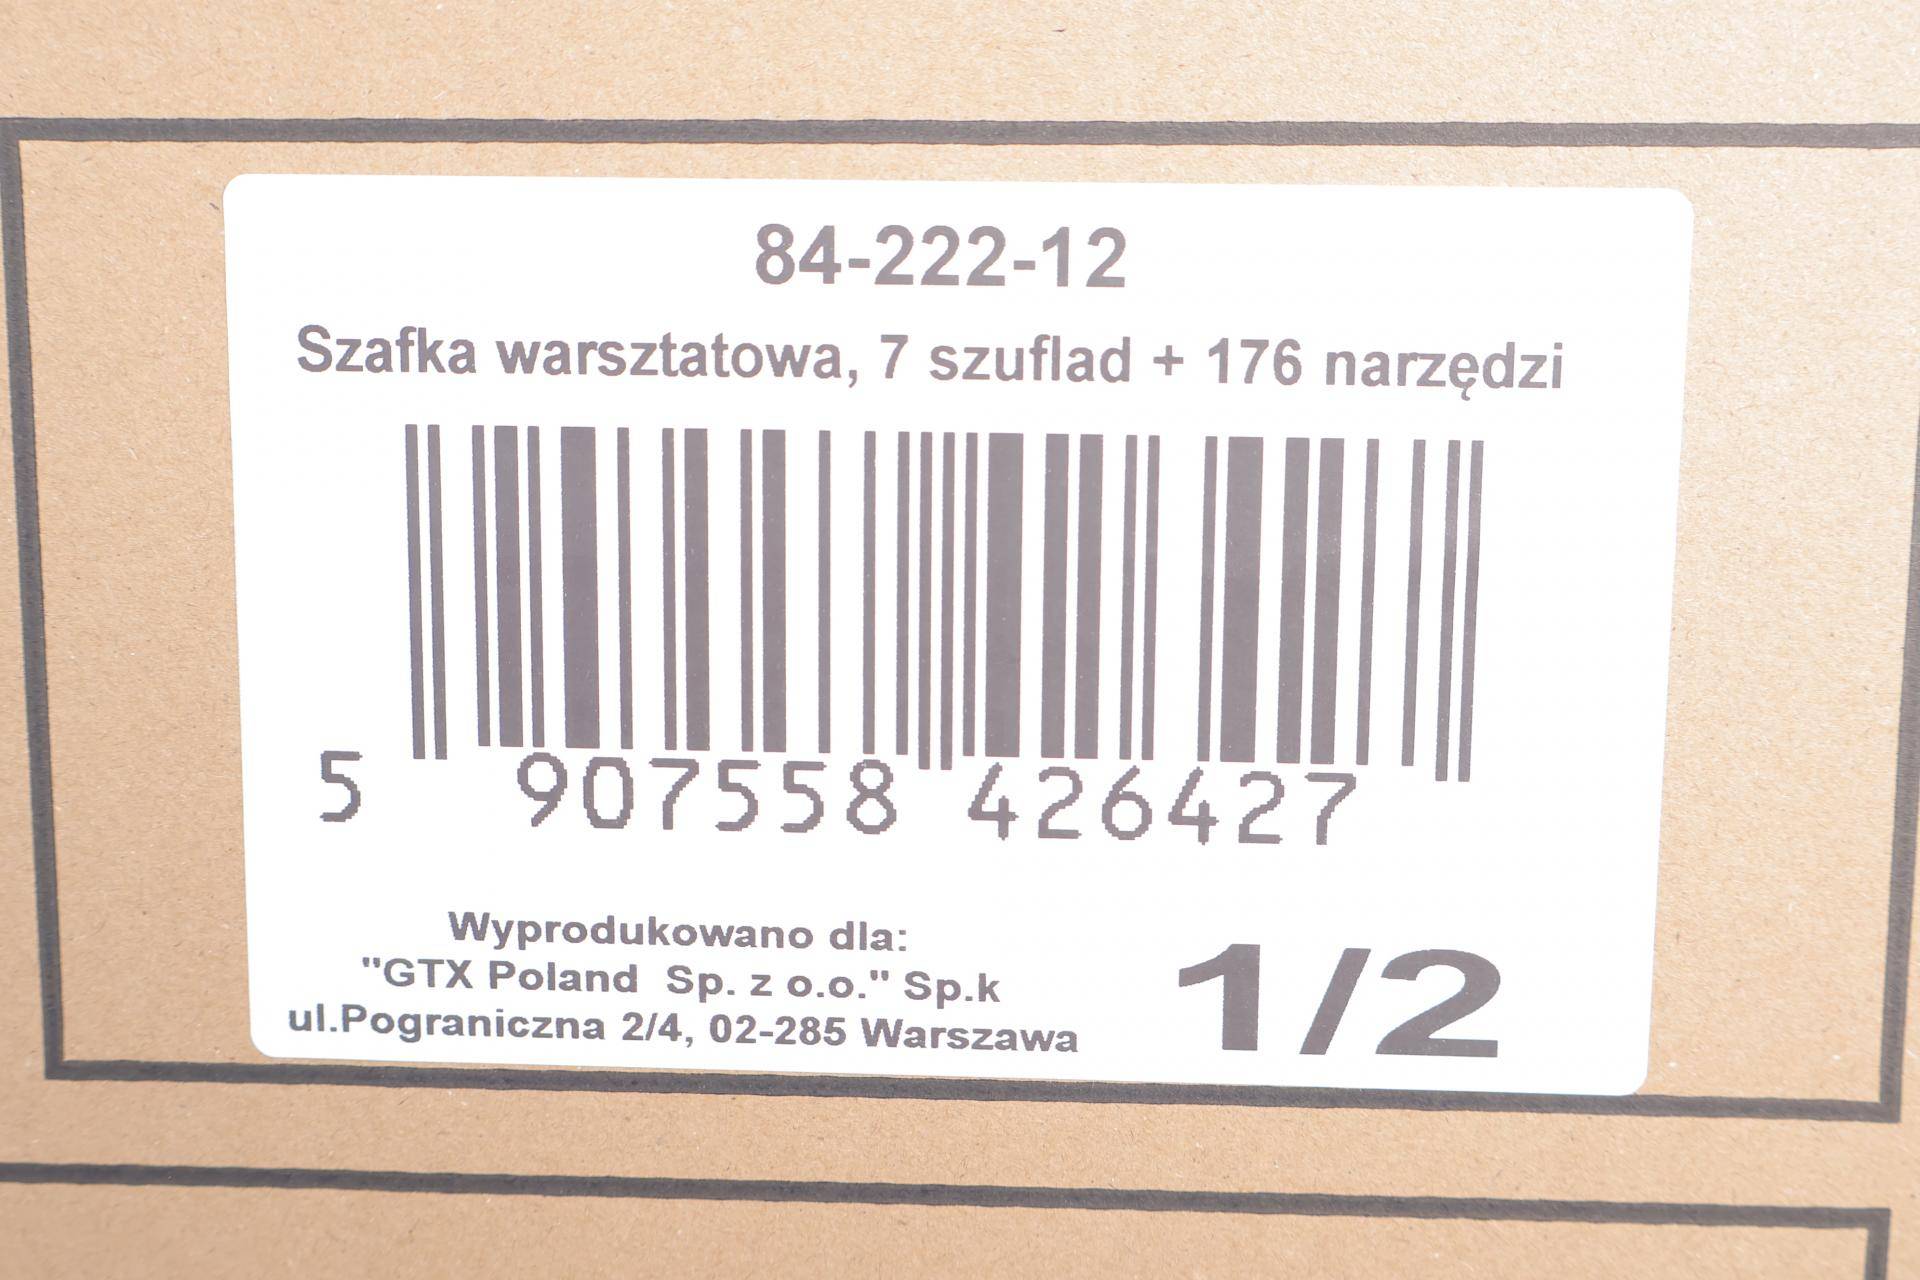 84-222-12
Szafka warsztatowa, 7 szuflad + 176 narzędzi
5 907558 426427
Wyprodukowano dla:
"GTX Poland Sp. z o.o." Sp.k
ul.Pograniczna 2/4, 02-285 Warszawa
1/2